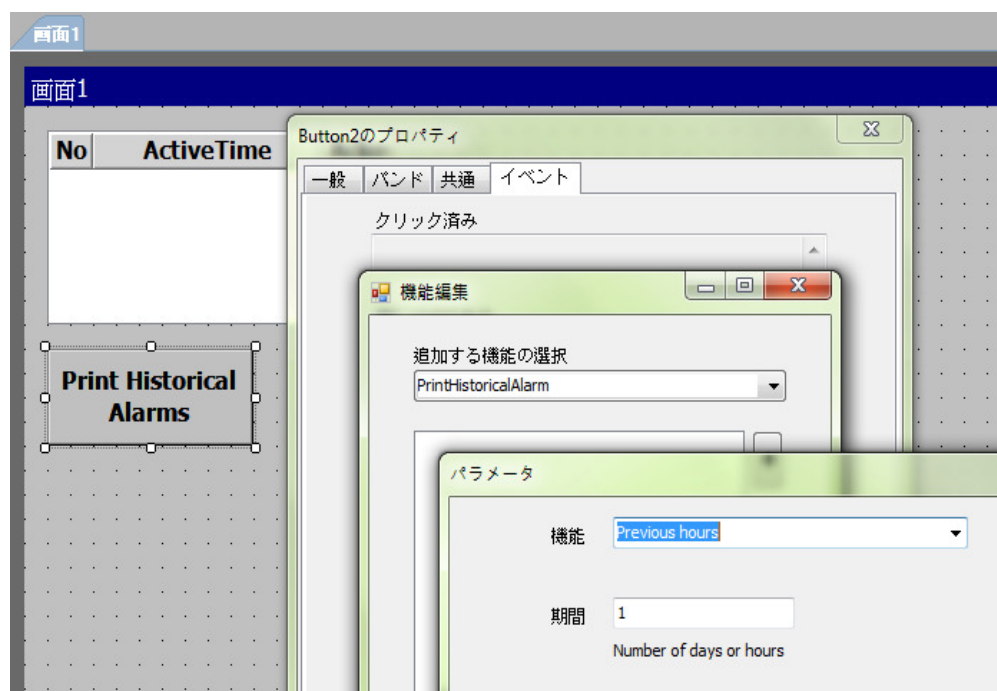 画面1
画面1
No ActiveTime
Button2のプロパティ
一般 バンド 共通 イベント
クリック済み
機能編集
追加する機能の選択
PrintHistoricalAlarm
Print Historical
Alarms
パラメータ
機能 Previous hours
期間 1
Number of days or hours